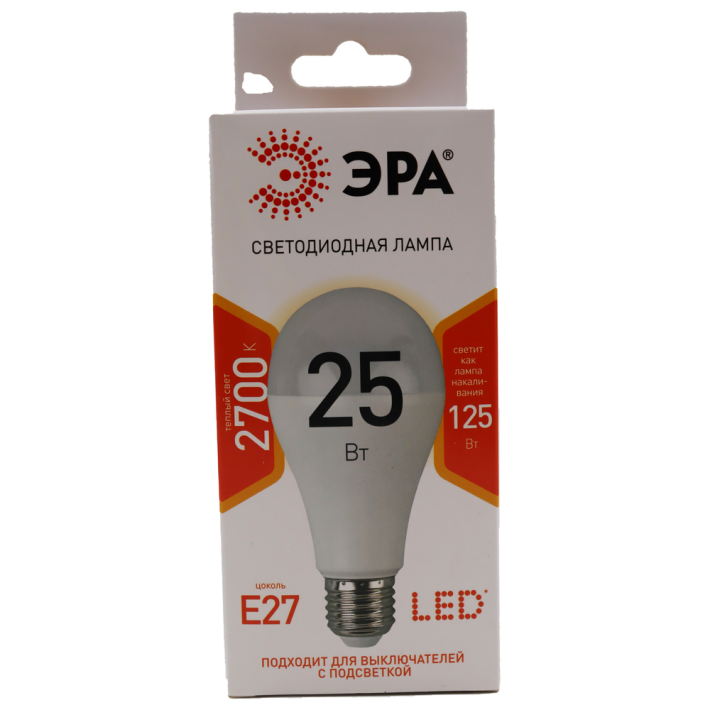 ЭРА®
СВЕТОДИОДНАЯ ЛАМПА
теплый свет
2700 К
25
Вт
светит
как
лампа
накали-
вания
125
Вт
цоколь
E27
LED
ПОДХОДИТ ДЛЯ ВЫКЛЮЧАТЕЛЕЙ
С ПОДСВЕТКОЙ